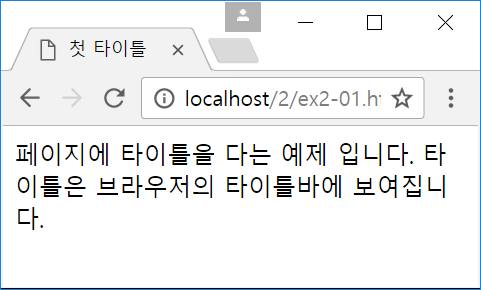 첫 타이틀
localhost/2/ex2-01.ht
페이지에 타이틀을 다는 예제 입니다. 타
이틀은 브라우저의 타이틀바에 보여집니
다.